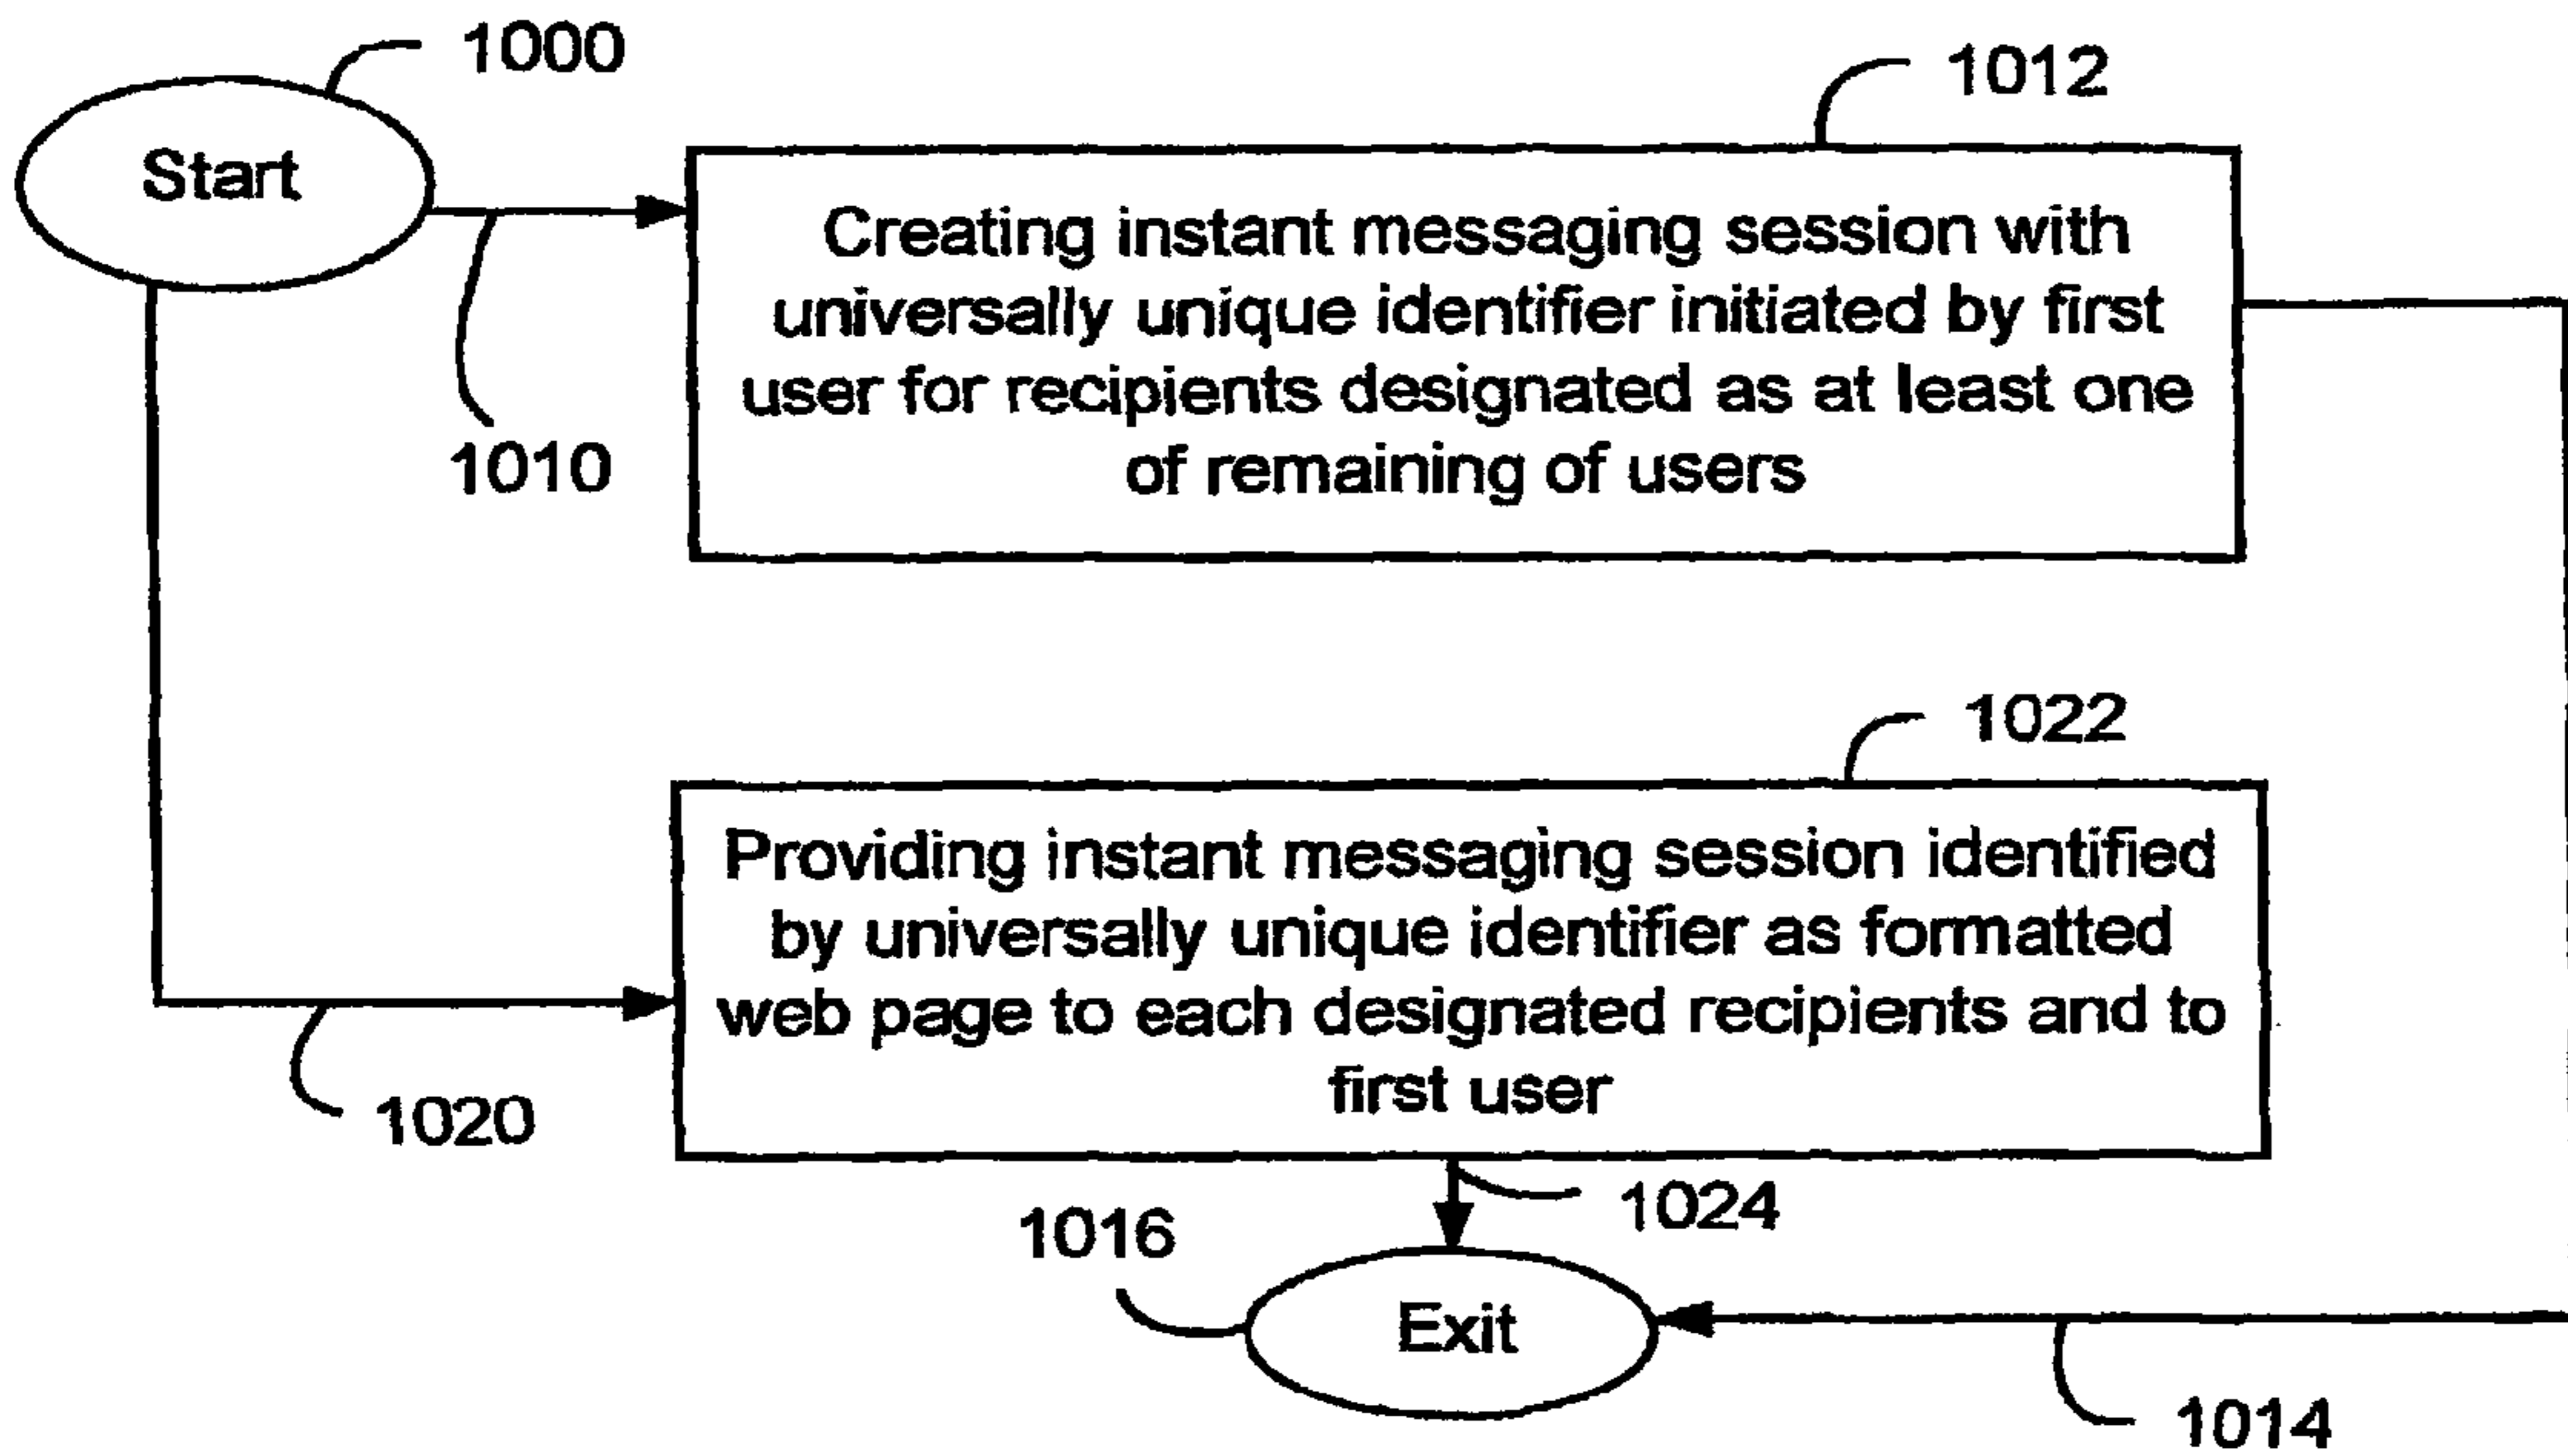 1000
1012
Start
Creating instant messaging session with
universally unique identifier initiated by first
user for recipients designated as at least one
of remaining of users
1010
1022
Providing instant messaging session identified
by universally unique identifier as formatted
web page to each designated recipients and to
first user
1020
1024
1016
Exit
1014